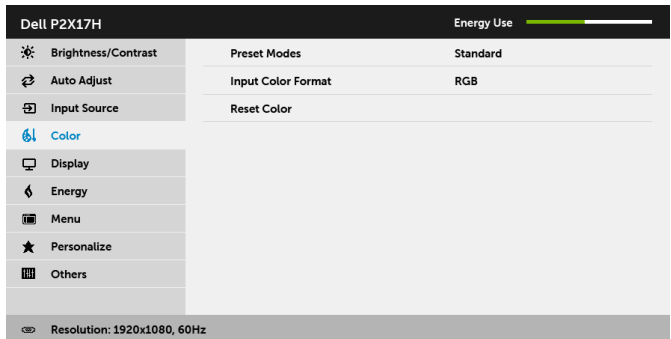 Dell P2X17H Energy Use
Brightness/Contrast Preset Modes Standard
Auto Adjust Input Color Format RGB
Input Source Reset Color
Color
Display
Energy
Menu
Personalize
Others
Resolution: 1920x1080, 60Hz